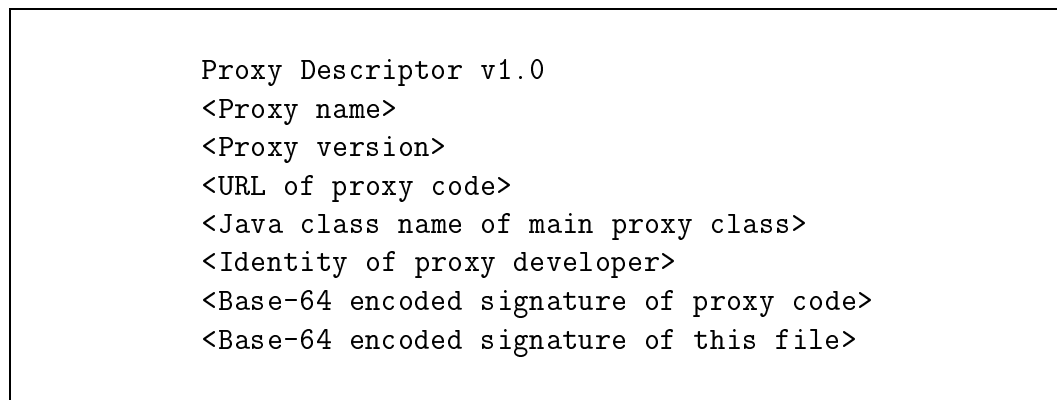 Proxy Descriptor v1.0
<Proxy name>
<Proxy version>
<URL of proxy code>
<Java class name of main proxy class>
<Identity of proxy developer>
<Base-64 encoded signature of proxy code>
<Base-64 encoded signature of this file>